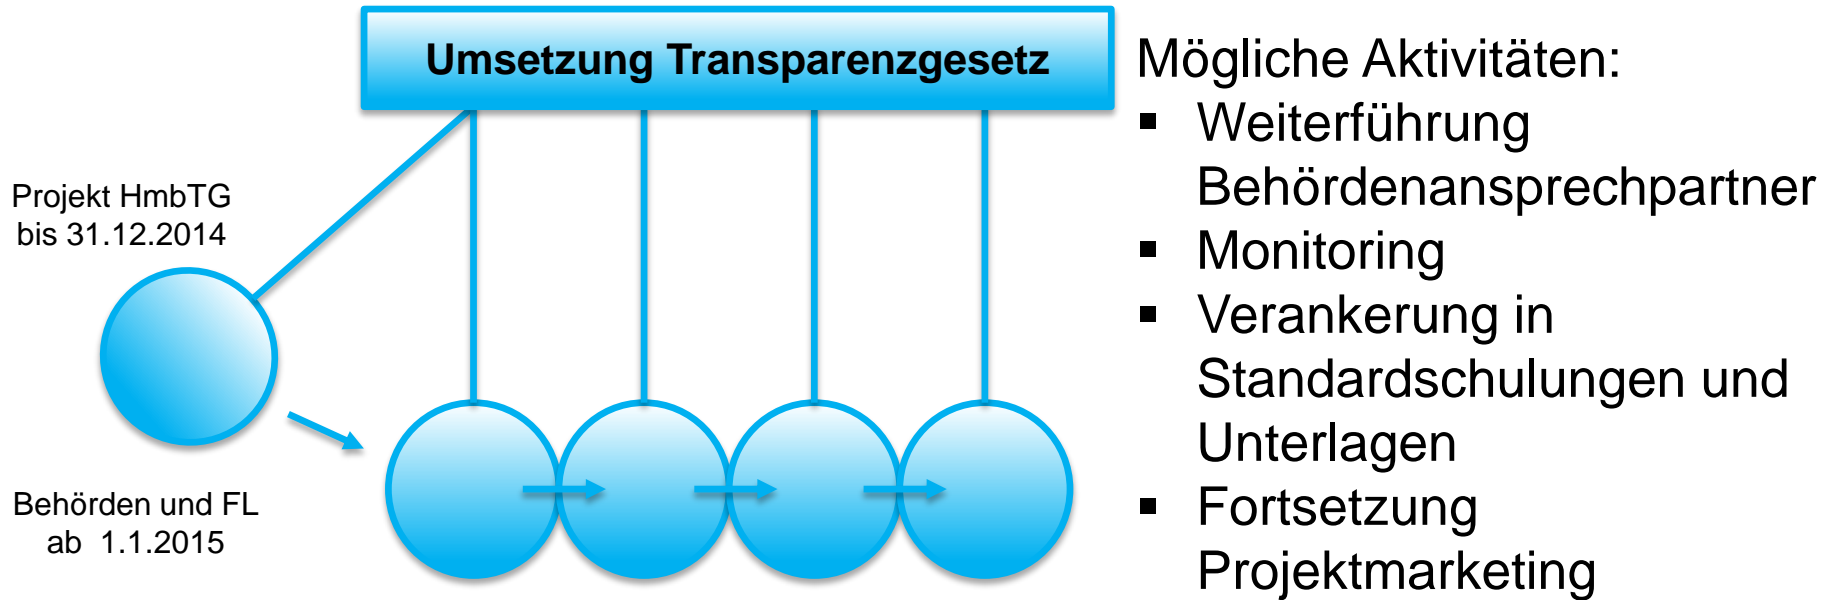 Umsetzung Transparenzgesetz
Projekt HmbTG
bis 31.12.2014
Behörden und FL
ab 1.1.2015
Mögliche Aktivitäten:
▪ Weiterführung
Behördenansprechpartner
▪ Monitoring
▪ Verankerung in
Standardschulungen und
Unterlagen
▪ Fortsetzung
Projektmarketing